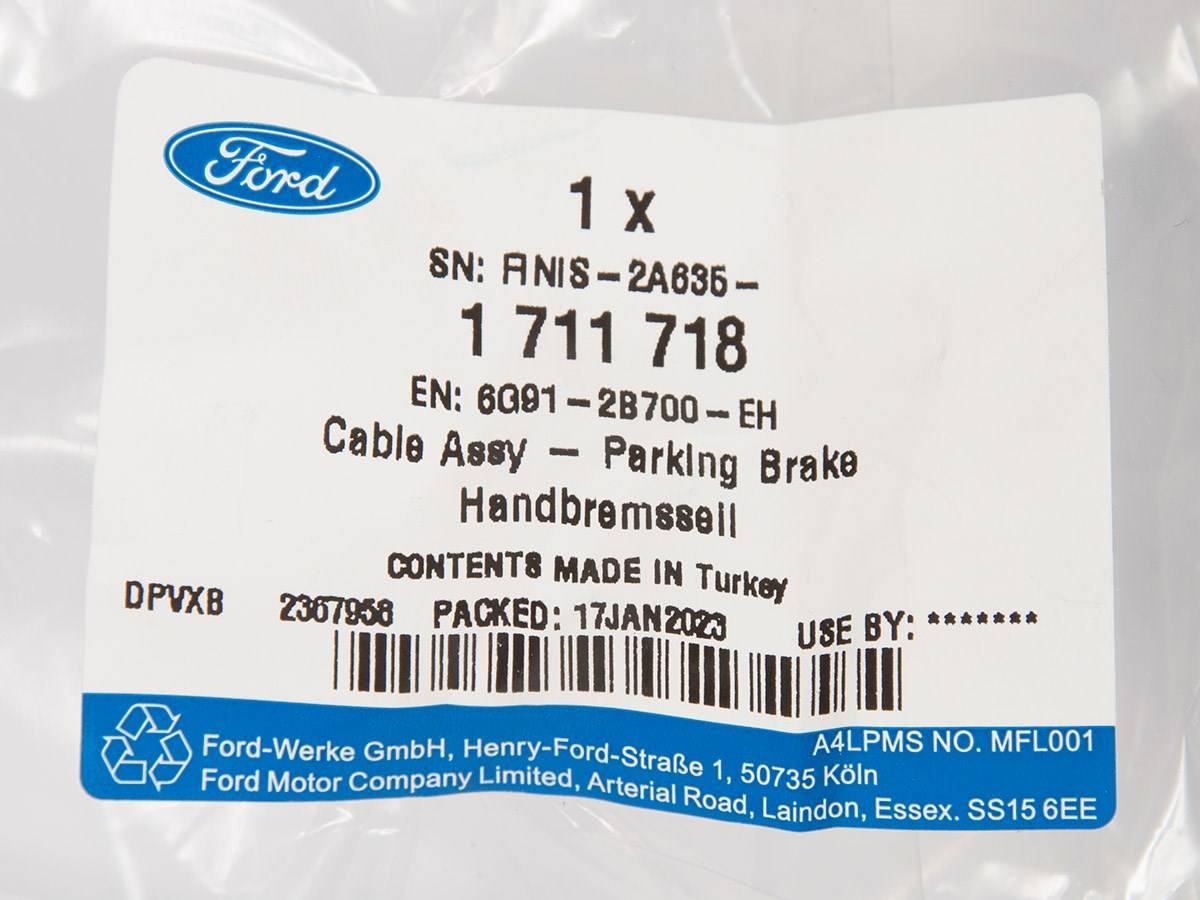 Ford
1 x
SN: FINIS-2A635-
1 711 718
EN: 6G91-2B700-EH
Cable Assy - Parking Brake
Handbremsseil
CONTENTS MADE IN Turkey
DPVXB 2367958 PACKED: 17JAN2023 USE BY: *******
A4LPMS NO. MFL001
Ford-Werke GmbH, Henry-Ford-Straße 1, 50735 Köln
Ford Motor Company Limited, Arterial Road, Laindon, Essex. SS15 6EE